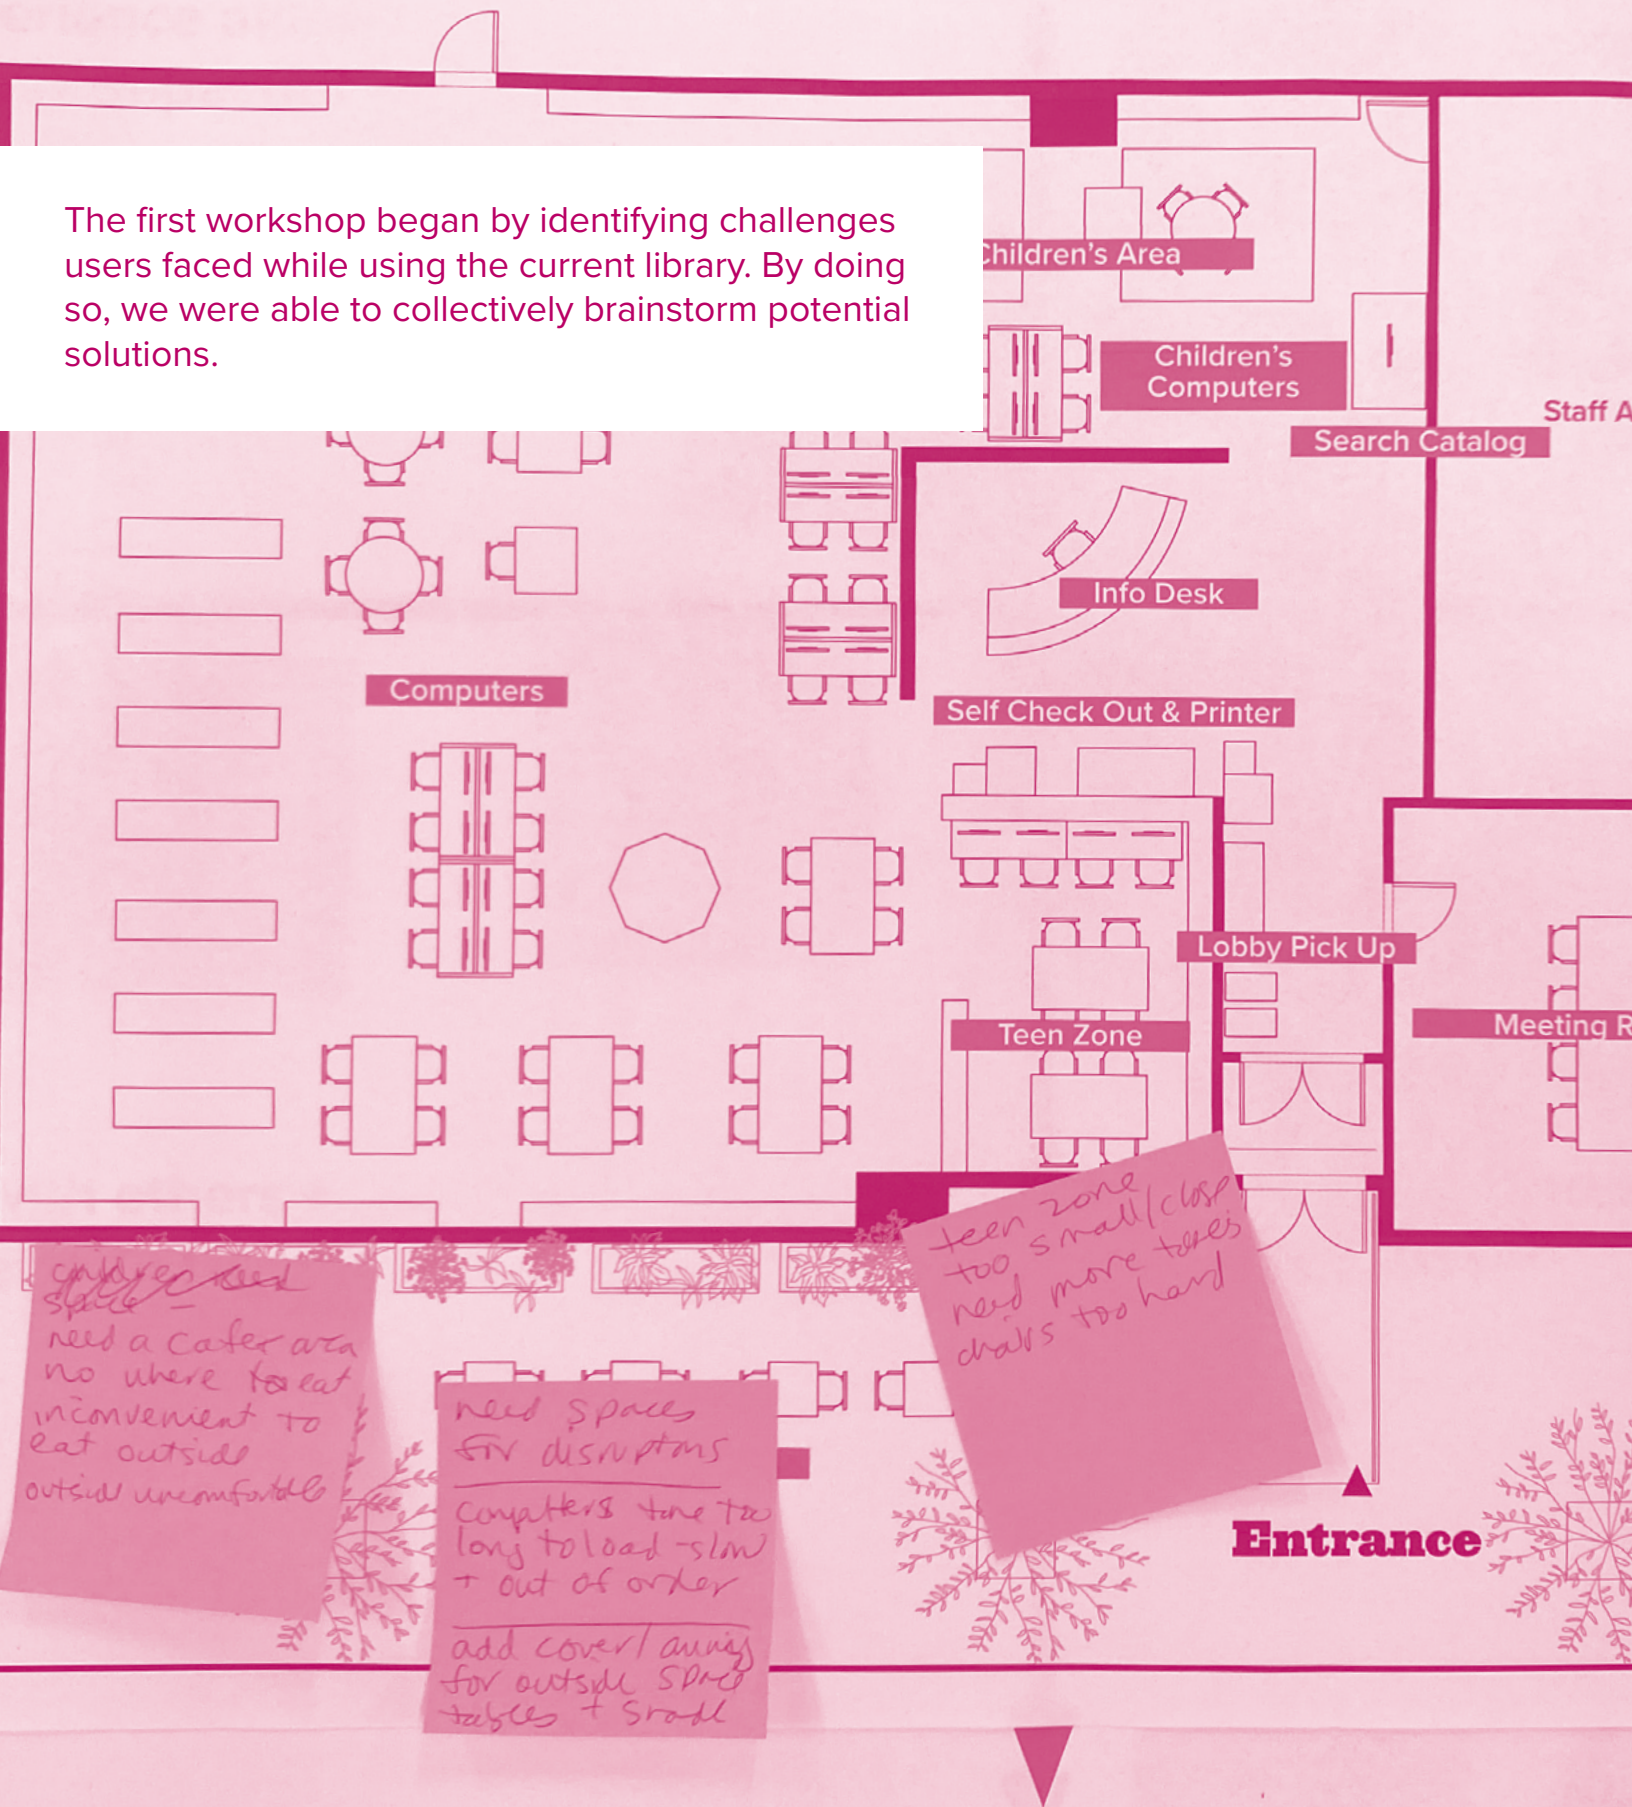 The first workshop began by identifying challenges
users faced while using the current library. By doing
so, we were able to collectively brainstorm potential
solutions.
Children's Area
Children's
Computers
Staff A
Search Catalog
Info Desk
Computers
Self Check Out & Printer
Lobby Pick Up
Teen Zone
Meeting R
teen zone
too small/close
need more tables
chairs too hard
space –
need a cafe area
no where to eat
inconvenient to
eat outside
outside uncomfortable
need spaces
for disruptions
computers take too
long to load - slow
+ out of order
add cover/awning
for outside space
tables +
Entrance